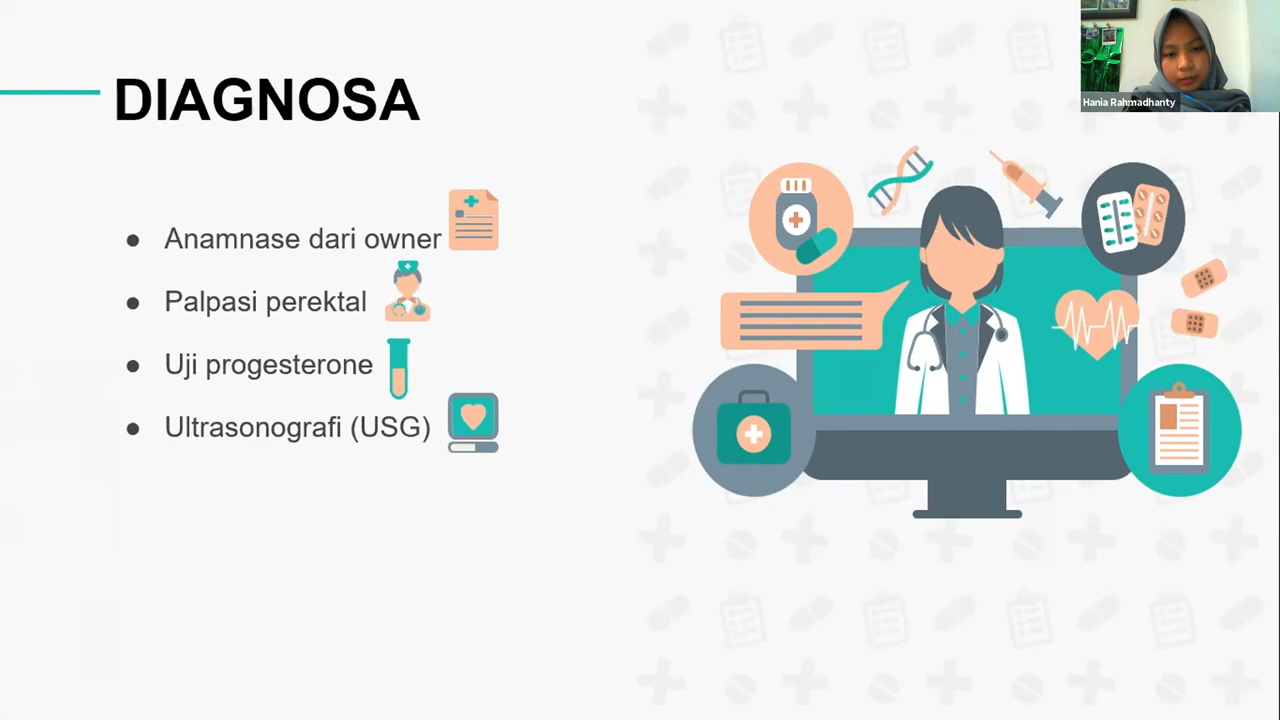 DIAGNOSA
Hania Rahmadhanty
● Anamnase dari owner
● Palpasi perektal
● Uji progesterone
● Ultrasonografi (USG)